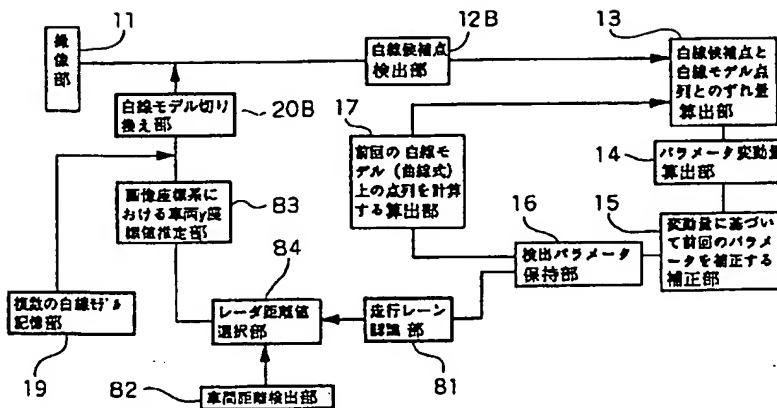 11
撮
像
部
白線候補点
検出部
12B
13
白線候補点と
白線モデル点
列とのずれ量
算出部
白線モデル切り
換え部
20B
17
前回の白線モ
デル（曲線式）
上の点列を計算
する算出部
14
パラメータ変動量
算出部
画像座標系に
おける車両y座
標値推定部
83
15
変動量に基づい
て前回のパラメ
ータを補正する
補正部
16
検出パラメータ
保持部
84
複数の白線ﾓﾃﾞﾙ
記憶部
19
レーダ距離値
選択部
走行レーン
認識部
81
82
車間距離検出部